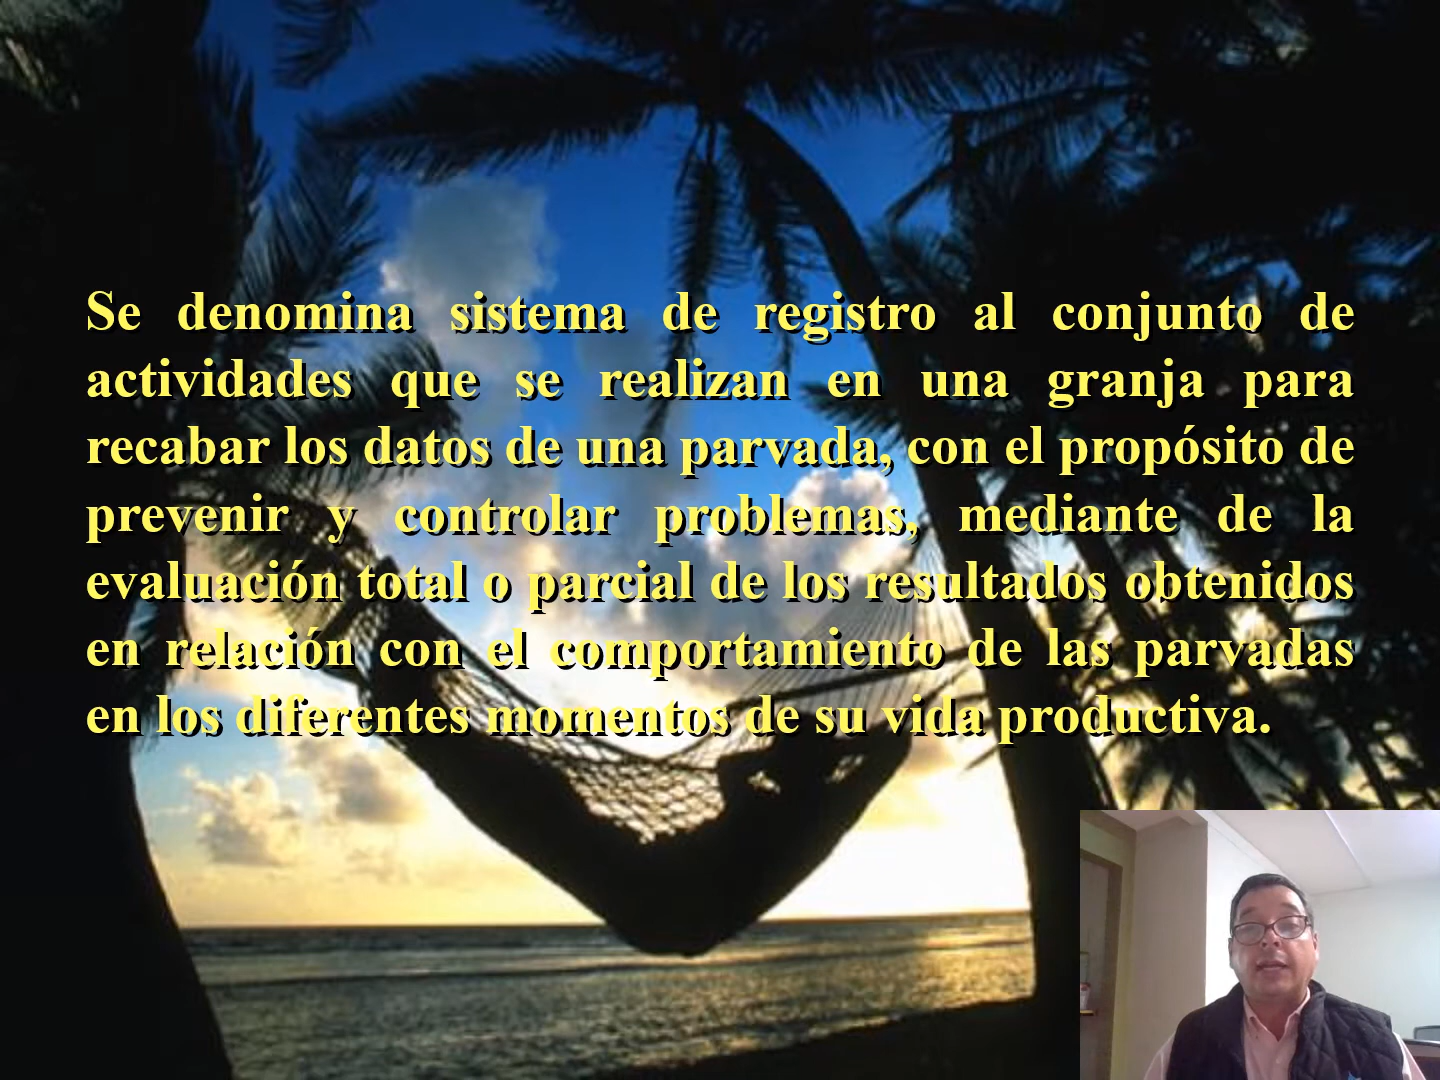 Se denomina sistema de registro al conjunto de
actividades que se realizan en una granja para
recabar los datos de una parvada, con el propósito de
prevenir y controlar problemas, mediante de la
evaluación total o parcial de los resultados obtenidos
en relación con el comportamiento de las parvadas
en los diferentes momentos de su vida productiva.